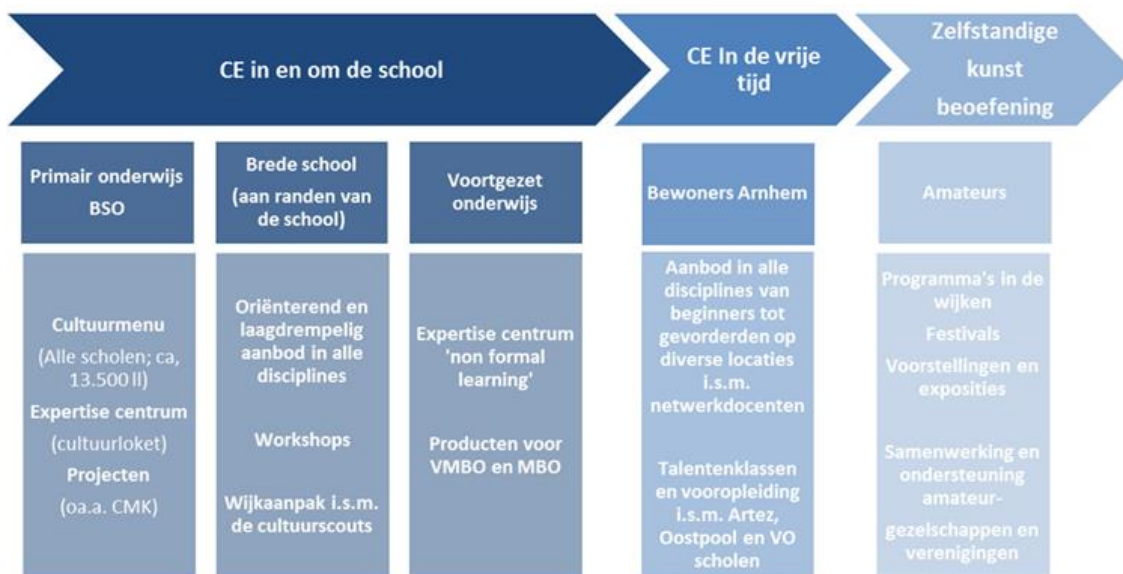 CE in en om de school
CE In de vrije
tijd
Zelfstandige
kunst
beoefening
Primair onderwijs
BSO
Brede school
(aan randen van
de school)
Voortgezet
onderwijs
Bewoners Arnhem
Amateurs
Cultuurmenu
(Alle scholen; ca,
13.500 ll)
Expertise centrum
(cultuurloket)
Projecten
(oa.a. CMK)
Oriënterend en
laagdrempelig
aanbod in alle
disciplines
Workshops
Wijkaanpak i.s.m.
de cultuurscouts
Expertise centrum
'non formal
learning'
Producten voor
VMBO en MBO
Aanbod in alle
disciplines van
beginners tot
gevorderden op
diverse locaties
i.s.m.
netwerkdocenten
Talentenklassen
en vooropleiding
i.s.m. Artez,
Oostpool en VO
scholen
Programma's in de
wijken
Festivals
Voorstellingen en
exposities
Samenwerking en
ondersteuning
amateur-
gezelschappen en
verenigingen